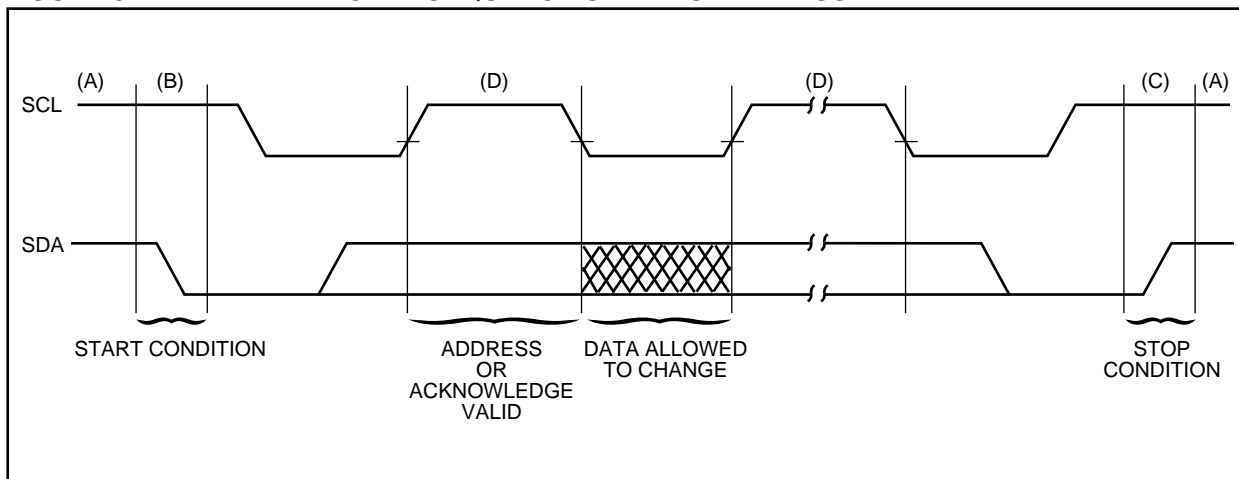 (A) (B) (D) (D) (C) (A)
SCL
SDA
START CONDITION
ADDRESS
OR
ACKNOWLEDGE
VALID
DATA ALLOWED
TO CHANGE
STOP
CONDITION